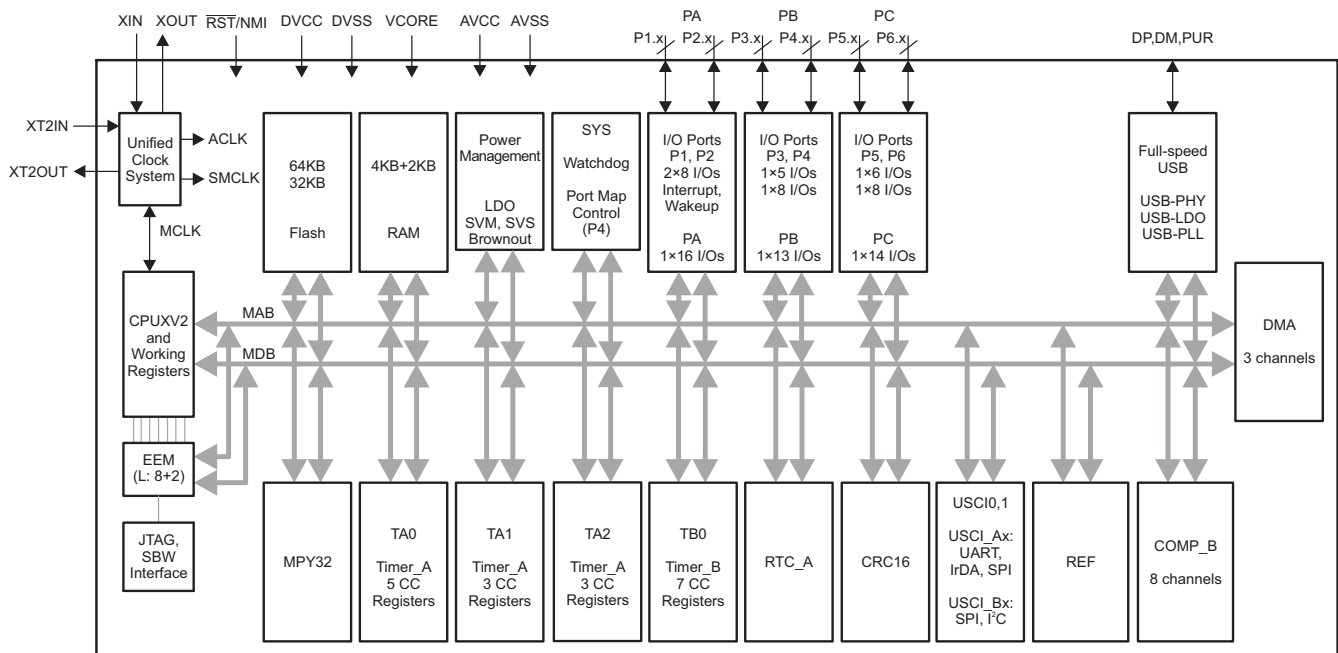 XIN XOUT RST/NMI DVCC DVSS VCORE AVCC AVSS
PA PB PC
P1.x P2.x P3.x P4.x P5.x P6.x
DP,DM,PUR
XT2IN
XT2OUT
Unified
Clock
System
ACLK
SMCLK
MCLK
64KB
32KB
Flash
4KB+2KB
RAM
Power
Management
LDO
SVM, SVS
Brownout
SYS
Watchdog
Port Map
Control
(P4)
I/O Ports
P1, P2
2×8 I/Os
Interrupt,
Wakeup
PA
1×16 I/Os
I/O Ports
P3, P4
1×5 I/Os
1×8 I/Os
PB
1×13 I/Os
I/O Ports
P5, P6
1×6 I/Os
1×8 I/Os
PC
1×14 I/Os
Full-speed
USB
USB-PHY
USB-LDO
USB-PLL
CPUXV2
and
Working
Registers
MAB
MDB
DMA
3 channels
EEM
(L: 8+2)
JTAG,
SBW
Interface
MPY32
TA0
Timer_A
5 CC
Registers
TA1
Timer_A
3 CC
Registers
TA2
Timer_A
3 CC
Registers
TB0
Timer_B
7 CC
Registers
RTC_A
CRC16
USCI0,1
USCI_Ax:
UART,
IrDA, SPI
USCI_Bx:
SPI, I²C
REF
COMP_B
8 channels